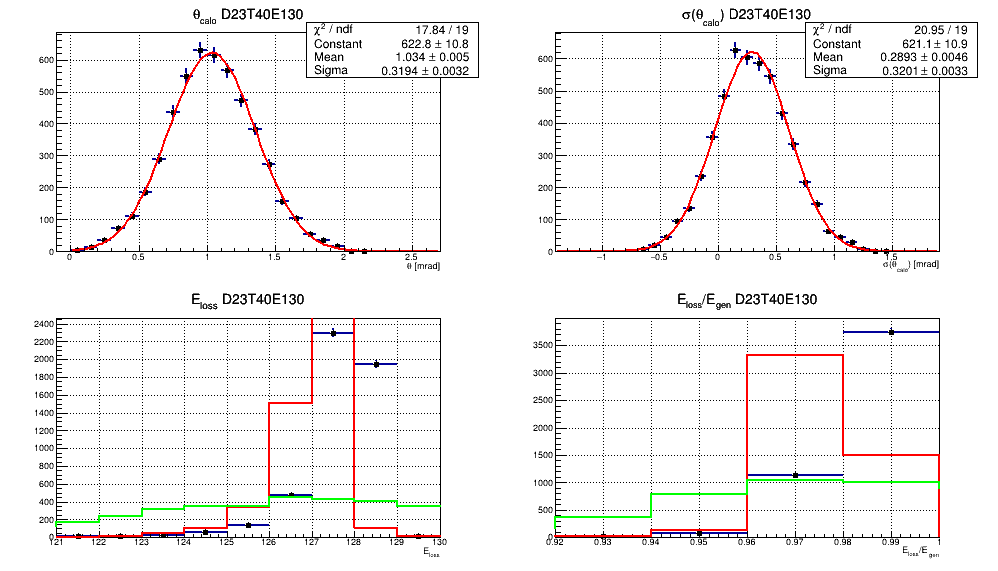 θcalo D23T40E130
χ² / ndf 17.84 / 19
Constant 622.8 ± 10.8
Mean 1.034 ± 0.005
Sigma 0.3194 ± 0.0032
600
500
400
300
200
100
0
0 0.5 1 1.5 2 2.5
θ [mrad]
σ(θcalo) D23T40E130
χ² / ndf 20.95 / 19
Constant 621.1 ± 10.9
Mean 0.2893 ± 0.0046
Sigma 0.3201 ± 0.0033
600
500
400
300
200
100
0
−1 −0.5 0 0.5 1 1.5
σ(θcalo) [mrad]
Eloss D23T40E130
2400
2200
2000
1800
1600
1400
1200
1000
800
600
400
200
0
121 122 123 124 125 126 127 128 129 130
Eloss
Eloss/Egen D23T40E130
3500
3000
2500
2000
1500
1000
500
0
0.92 0.93 0.94 0.95 0.96 0.97 0.98 0.99 1
Eloss/Egen